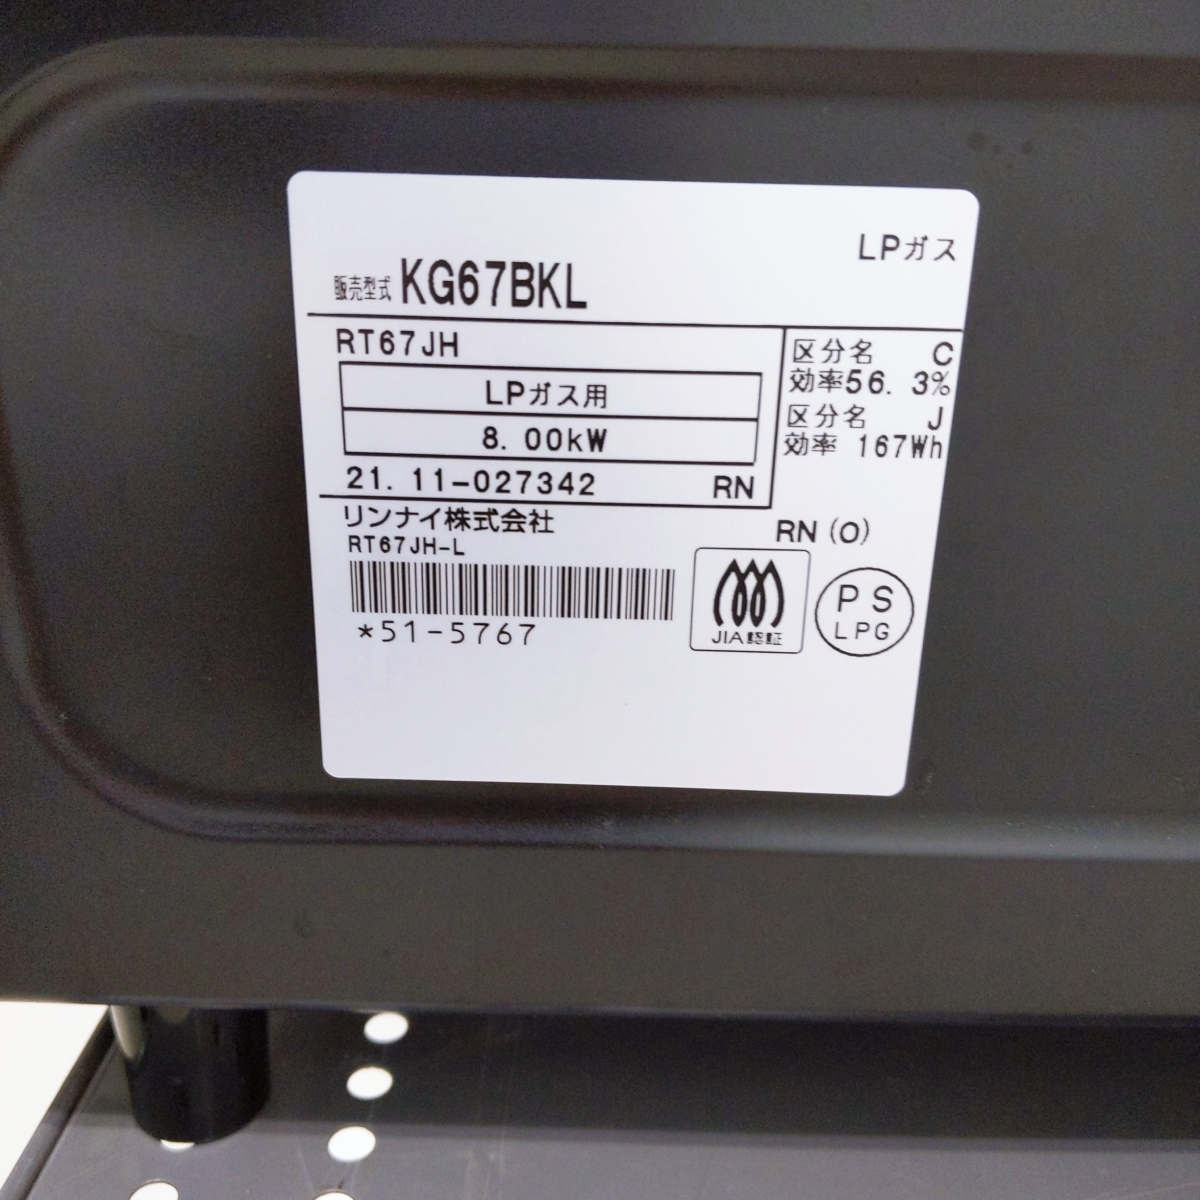 LPガス
販売型式 KG67BKL
RT67JH
LPガス用
8.00kW
21.11-027342 RN
区分名 C
効率56.3%
区分名 J
効率 167Wh
リンナイ株式会社
RT67JH-L
*51-5767
RN(O)
JIA認証
PS
LPG